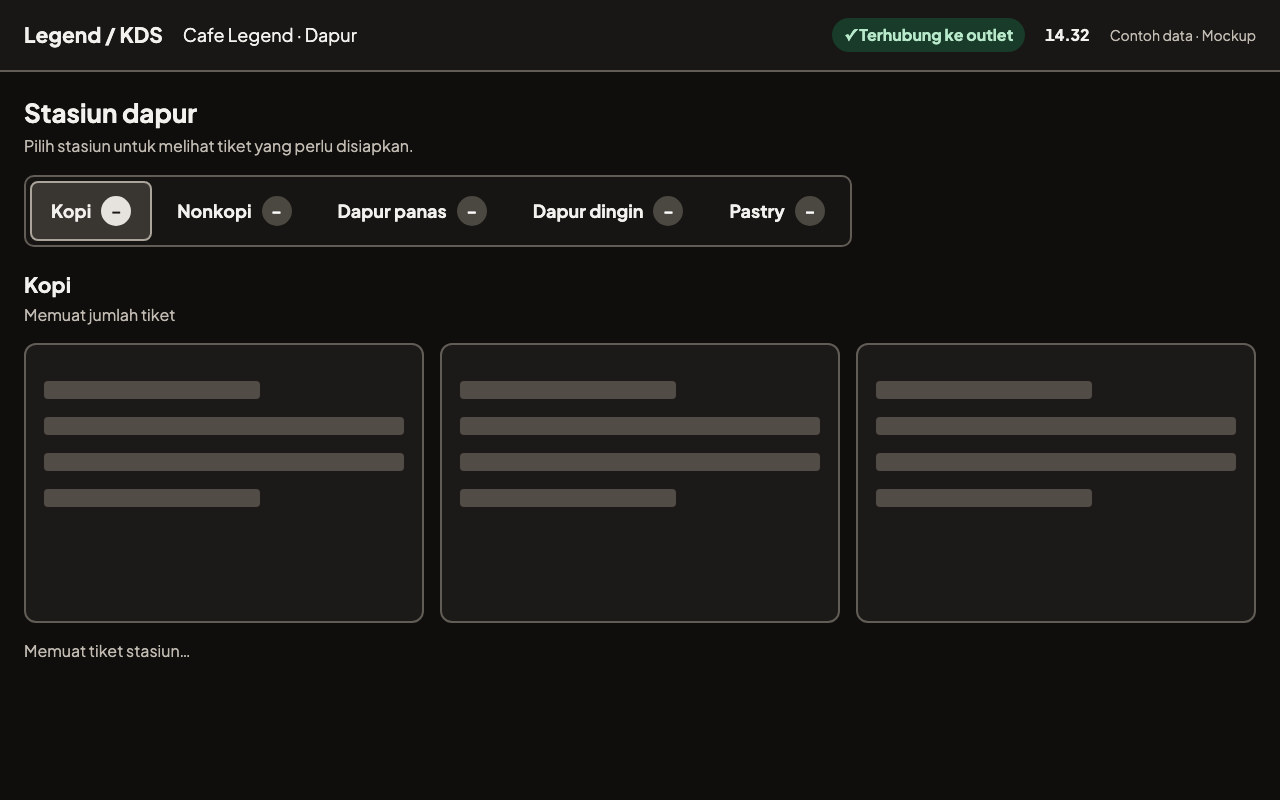 Legend / KDS Cafe Legend · Dapur ✓Terhubung ke outlet 14.32 Contoh data · Mockup
Stasiun dapur
Pilih stasiun untuk melihat tiket yang perlu disiapkan.
Kopi – Nonkopi – Dapur panas – Dapur dingin – Pastry –
Kopi
Memuat jumlah tiket
Memuat tiket stasiun…